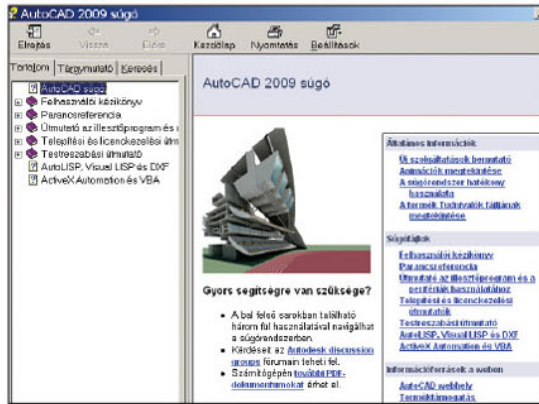 AutoCAD 2009 súgó
Elrejtés Vissza Előre Kezdőlap Nyomtatás Beállítások
Tartalom Tárgymutató Keresés
AutoCAD súgó
Felhasználói kézikönyv
Parancsreferencia
Útmutató az illesztőprogram és
Telepítési és licenckezelési útm
Testreszabási útmutató
AutoLISP, Visual LISP és DXF
ActiveX Automation és VBA
AutoCAD 2009 súgó
Gyors segítségre van szüksége?
A bal felső sarokban található
három fül használatával navigálhat
a súgórendszerben.
Kérdéseit az Autodesk discussion
groups fórumain teheti fel.
Számítógépén további PDF-
dokumentumokat érhet el.
Általános információk
Új szolgáltatások bemutató
Animációk megtekintése
A súgórendszer hatékony
használata
A termék Tudnivalók fájljának
megtekintése
Súgófájlok
Felhasználói kézikönyv
Parancsreferencia
Útmutató az illesztőprogram és a
perifériák használatához
Telepítési és licenckezelési
útmutatók
Testreszabási útmutató
AutoLISP, Visual LISP és DXF
ActiveX Automation és VBA
Információforrások a weben
AutoCAD webhely
Terméktámogatás